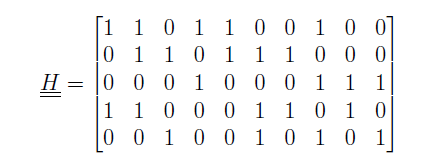 1 1 0 1 1 0 0 1 0 0
0 1 1 0 1 1 1 0 0 0
H = 0 0 0 1 0 0 0 1 1 1
1 1 0 0 0 1 1 0 1 0
0 0 1 0 0 1 0 1 0 1